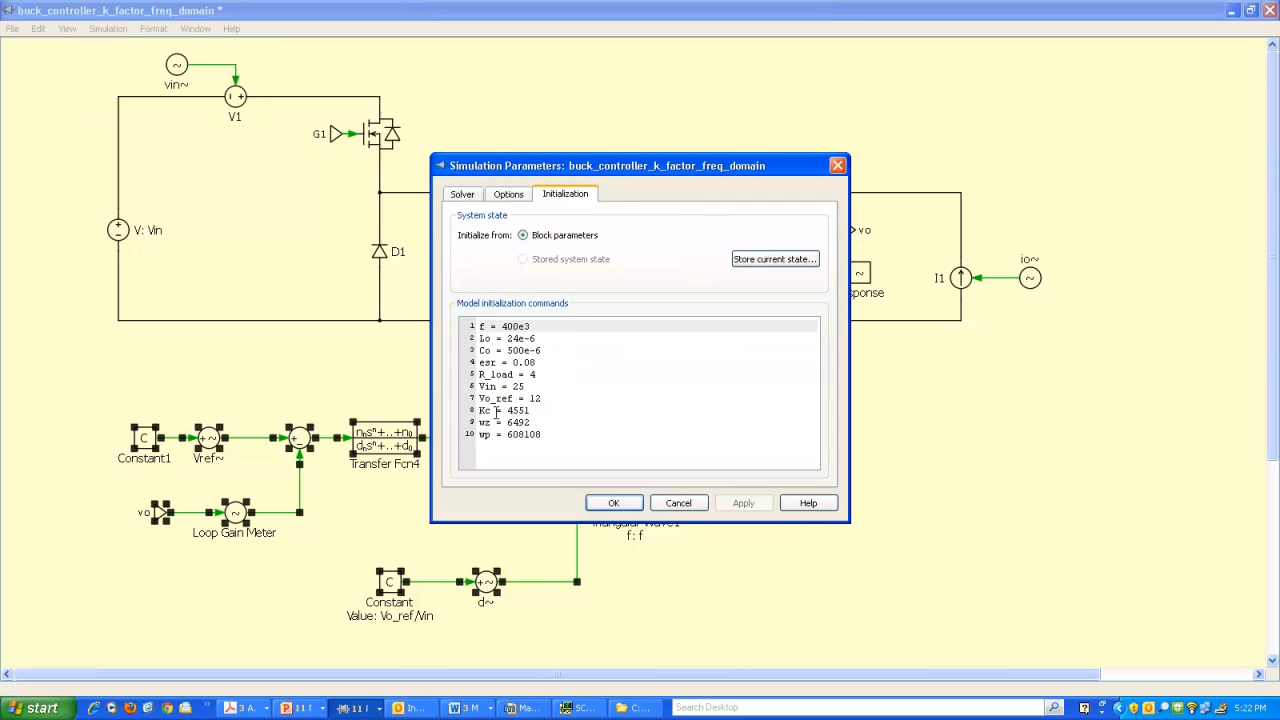 buck_controller_k_factor_freq_domain *
File Edit View Simulation Format Window Help
vin~
V1
G1
V: Vin
D1
Simulation Parameters: buck_controller_k_factor_freq_domain
Solver Options Initialization
System state
Initialize from: Block parameters
Stored system state
Store current state...
Model initialization commands
1 f = 400e3
2 Lo = 24e-6
3 Co = 500e-6
4 esr = 0.08
5 R_load = 4
6 Vin = 25
7 Vo_ref = 12
8 Kc = 4551
9 wz = 6492
10 wp = 608108
OK Cancel Apply Help
vo
io~
I1
C
Constant1
Vref~
nₙsⁿ+..+n₀
dₙsⁿ+..+d₀
Transfer Fcn4
vo
Loop Gain Meter
f: f
C
Constant
Value: Vo_ref/Vin
d~
start
Search Desktop
5:22 PM